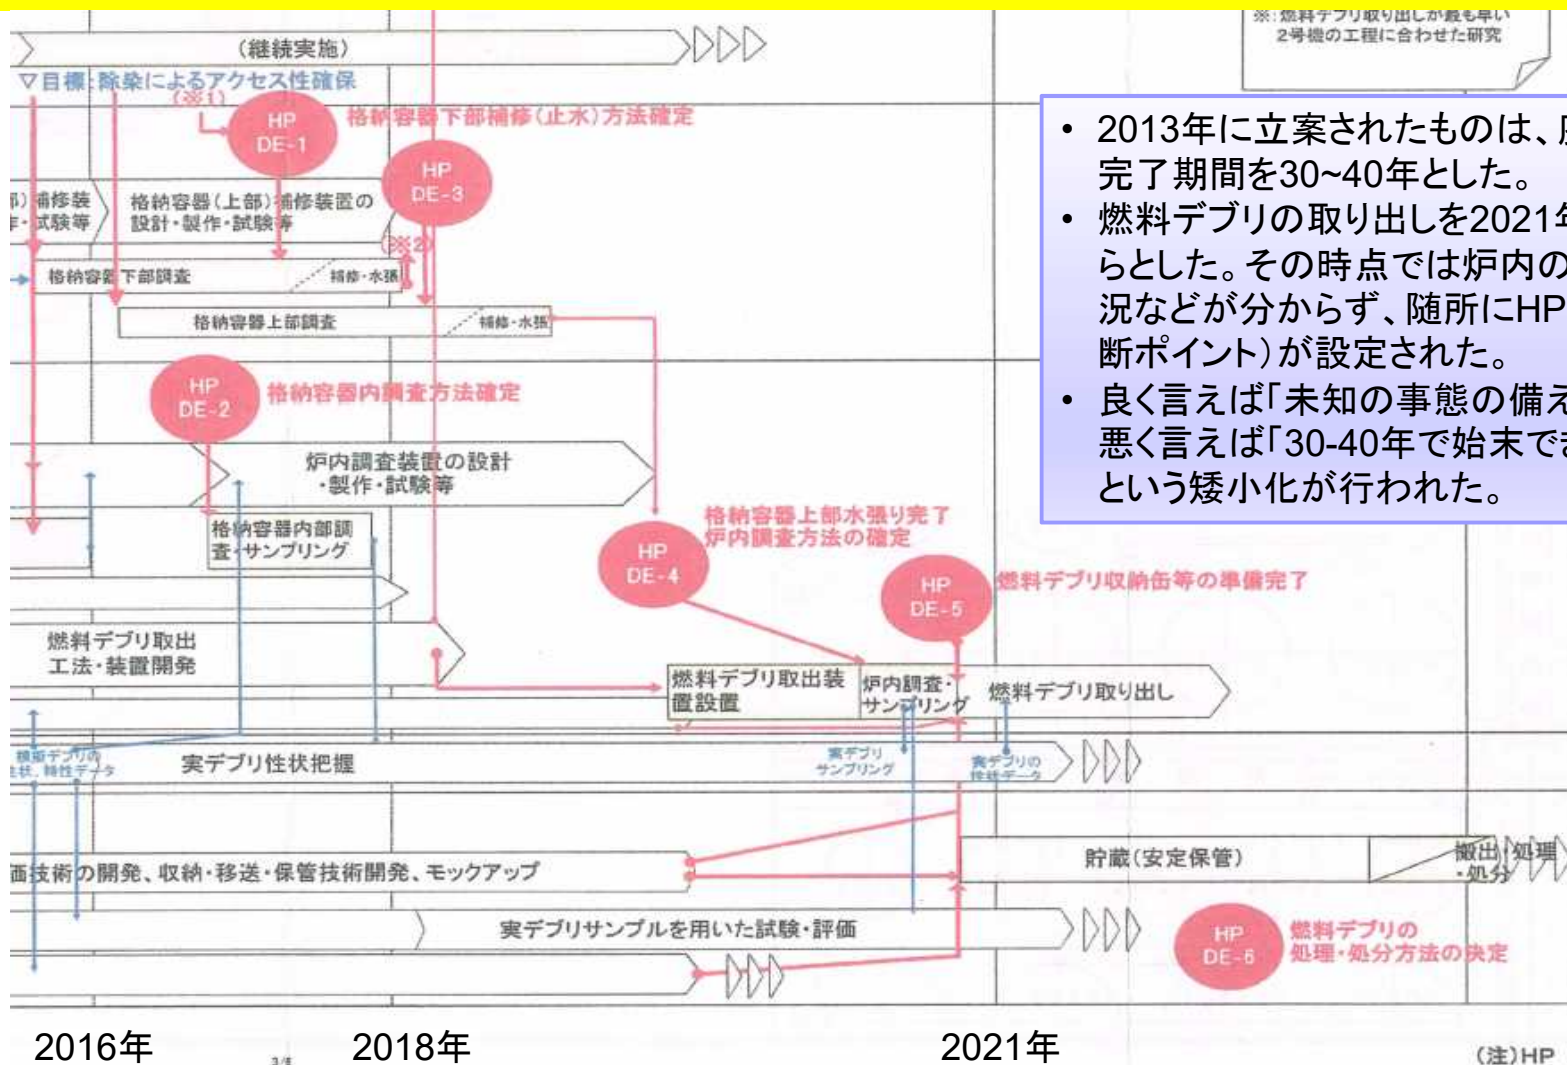 ※：燃料デブリ取り出しが最も早い
2号機の工程に合わせた研究
(継続実施)
▽目標：除染によるアクセス性確保
(※1)
HP
DE-1
格納容器下部補修(止水)方法確定
HP
DE-3
補修装
試験等
格納容器(上部)補修装置の
設計・製作・試験等
(※2)
格納容器下部調査
補修・水張
格納容器上部調査
補修・水張
• 2013年に立案されたものは、
完了期間を30~40年とした。
• 燃料デブリの取り出しを2021年
らとした。その時点では炉内の
況などが分からず、随所にHP
断ポイント）が設定された。
• 良く言えば「未知の事態の備え
悪く言えば「30-40年で始末でき
という矮小化が行われた。
HP
DE-2
格納容器内調査方法確定
炉内調査装置の設計
・製作・試験等
格納容器内部調
査・サンプリング
格納容器上部水張り完了
炉内調査方法の確定
HP
DE-4
HP
DE-5
燃料デブリ収納缶等の準備完了
燃料デブリ取出
工法・装置開発
燃料デブリ取出装
置設置
炉内調査・
サンプリング
燃料デブリ取り出し
模擬デブリの
性状、特性データ
実デブリ性状把握
実デブリ
サンプリング
実デブリの
性状データ
面技術の開発、収納・移送・保管技術開発、モックアップ
貯蔵(安定保管)
搬出
・処分
処理
実デブリサンプルを用いた試験・評価
HP
DE-6
燃料デブリの
処理・処分方法の決定
2016年
2018年
2021年
(注)HP